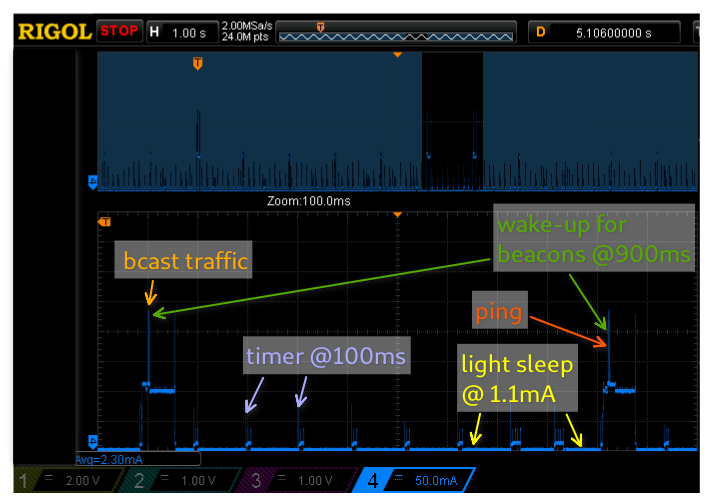 RIGOL STOP H 1.00 s 2.00MSa/s D 5.10600000 s T
24.0M pts
T
T
4
Zoom:100.0ms
T
wake-up for
beacons @900ms
bcast traffic
ping
timer @100ms
light sleep
@ 1.1mA
4
Avg=2.30mA
1 = 2.00 V 2 = 1.00 V 3 = 1.00 V 4 = 50.0mA